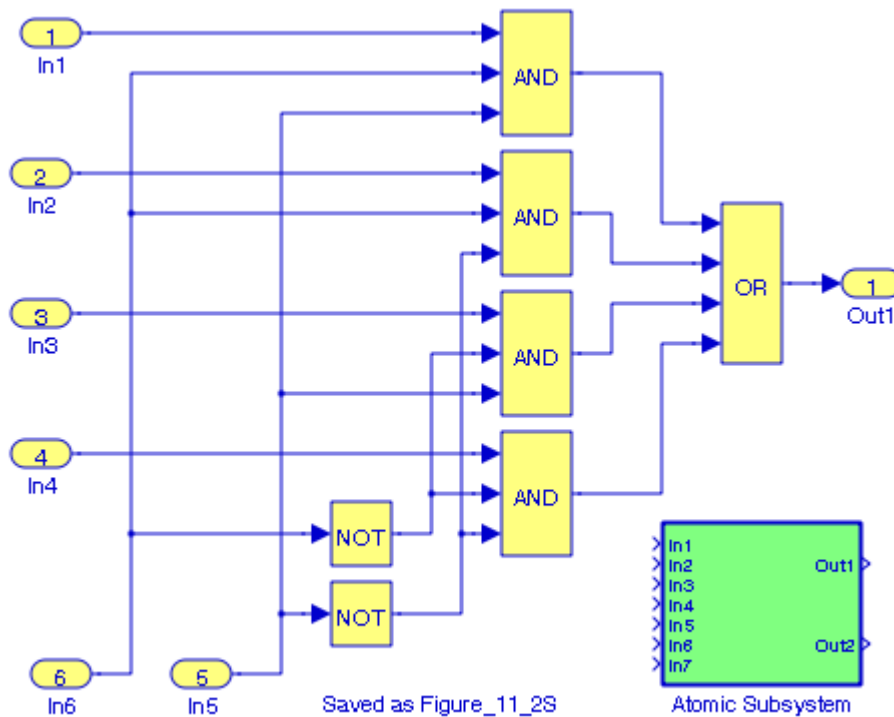 1
In1
AND
2
In2
AND
3
In3
AND
OR
1
Out1
4
In4
AND
NOT
NOT
6
In6
5
In5
Saved as Figure_11_2S
In1
In2
In3
In4
In5
In6
In7
Out1
Out2
Atomic Subsystem